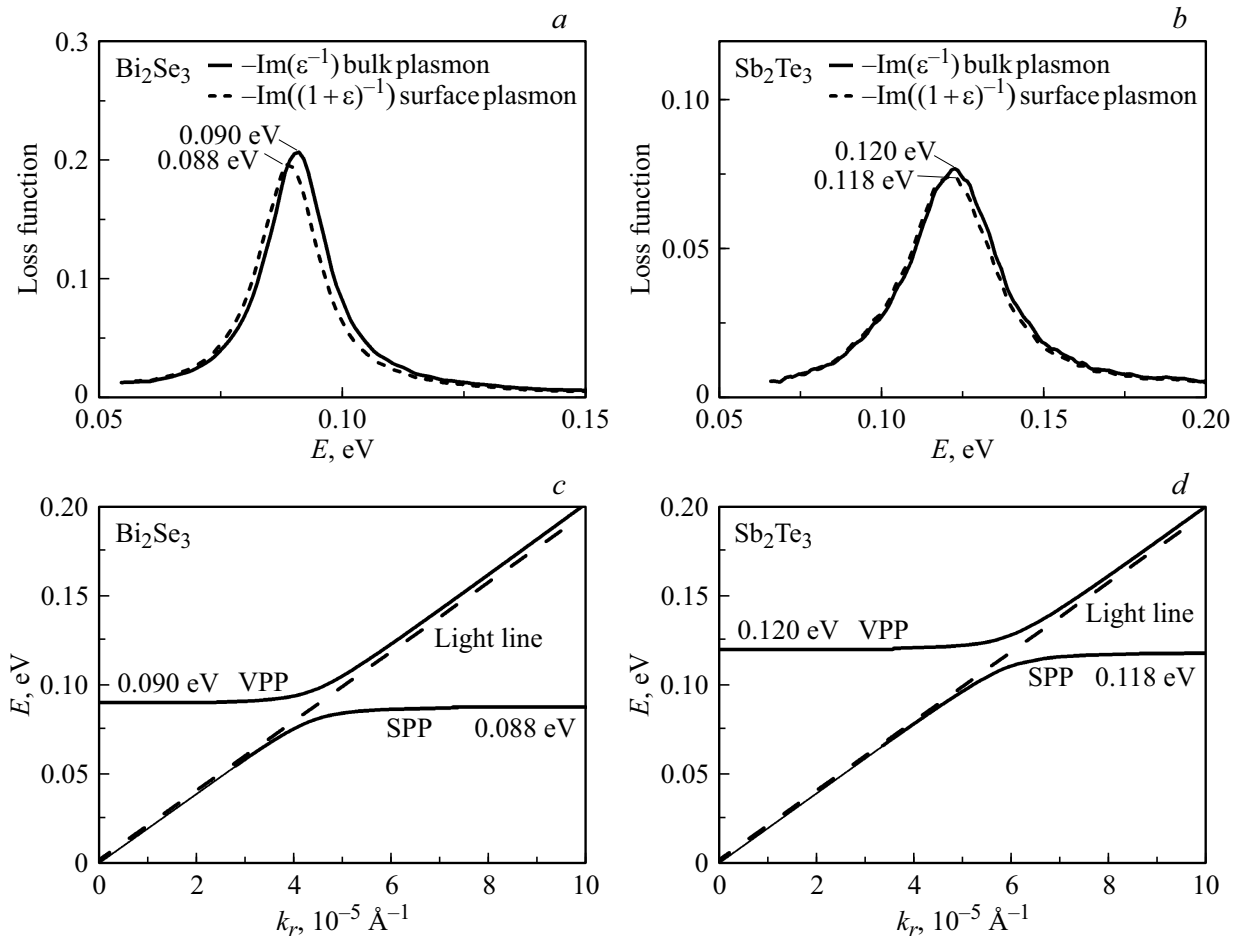 a
0.3
Bi₂Se₃
–Im(ε⁻¹) bulk plasmon
–Im((1 + ε)⁻¹) surface plasmon
0.090 eV
0.088 eV
0.2
0.1
0
Loss function
0.05
0.10
0.15
E, eV
b
Sb₂Te₃
–Im(ε⁻¹) bulk plasmon
–Im((1 + ε)⁻¹) surface plasmon
0.10
0.120 eV
0.118 eV
0.05
0
Loss function
0.05
0.10
0.15
0.20
E, eV
c
0.20
Bi₂Se₃
0.15
Light line
0.090 eV VPP
0.10
SPP 0.088 eV
0.05
0
E, eV
0
2
4
6
8
10
kᵣ, 10⁻⁵ Å⁻¹
d
0.20
Sb₂Te₃
0.15
Light line
0.120 eV VPP
0.10
SPP 0.118 eV
0.05
0
E, eV
0
2
4
6
8
10
kᵣ, 10⁻⁵ Å⁻¹